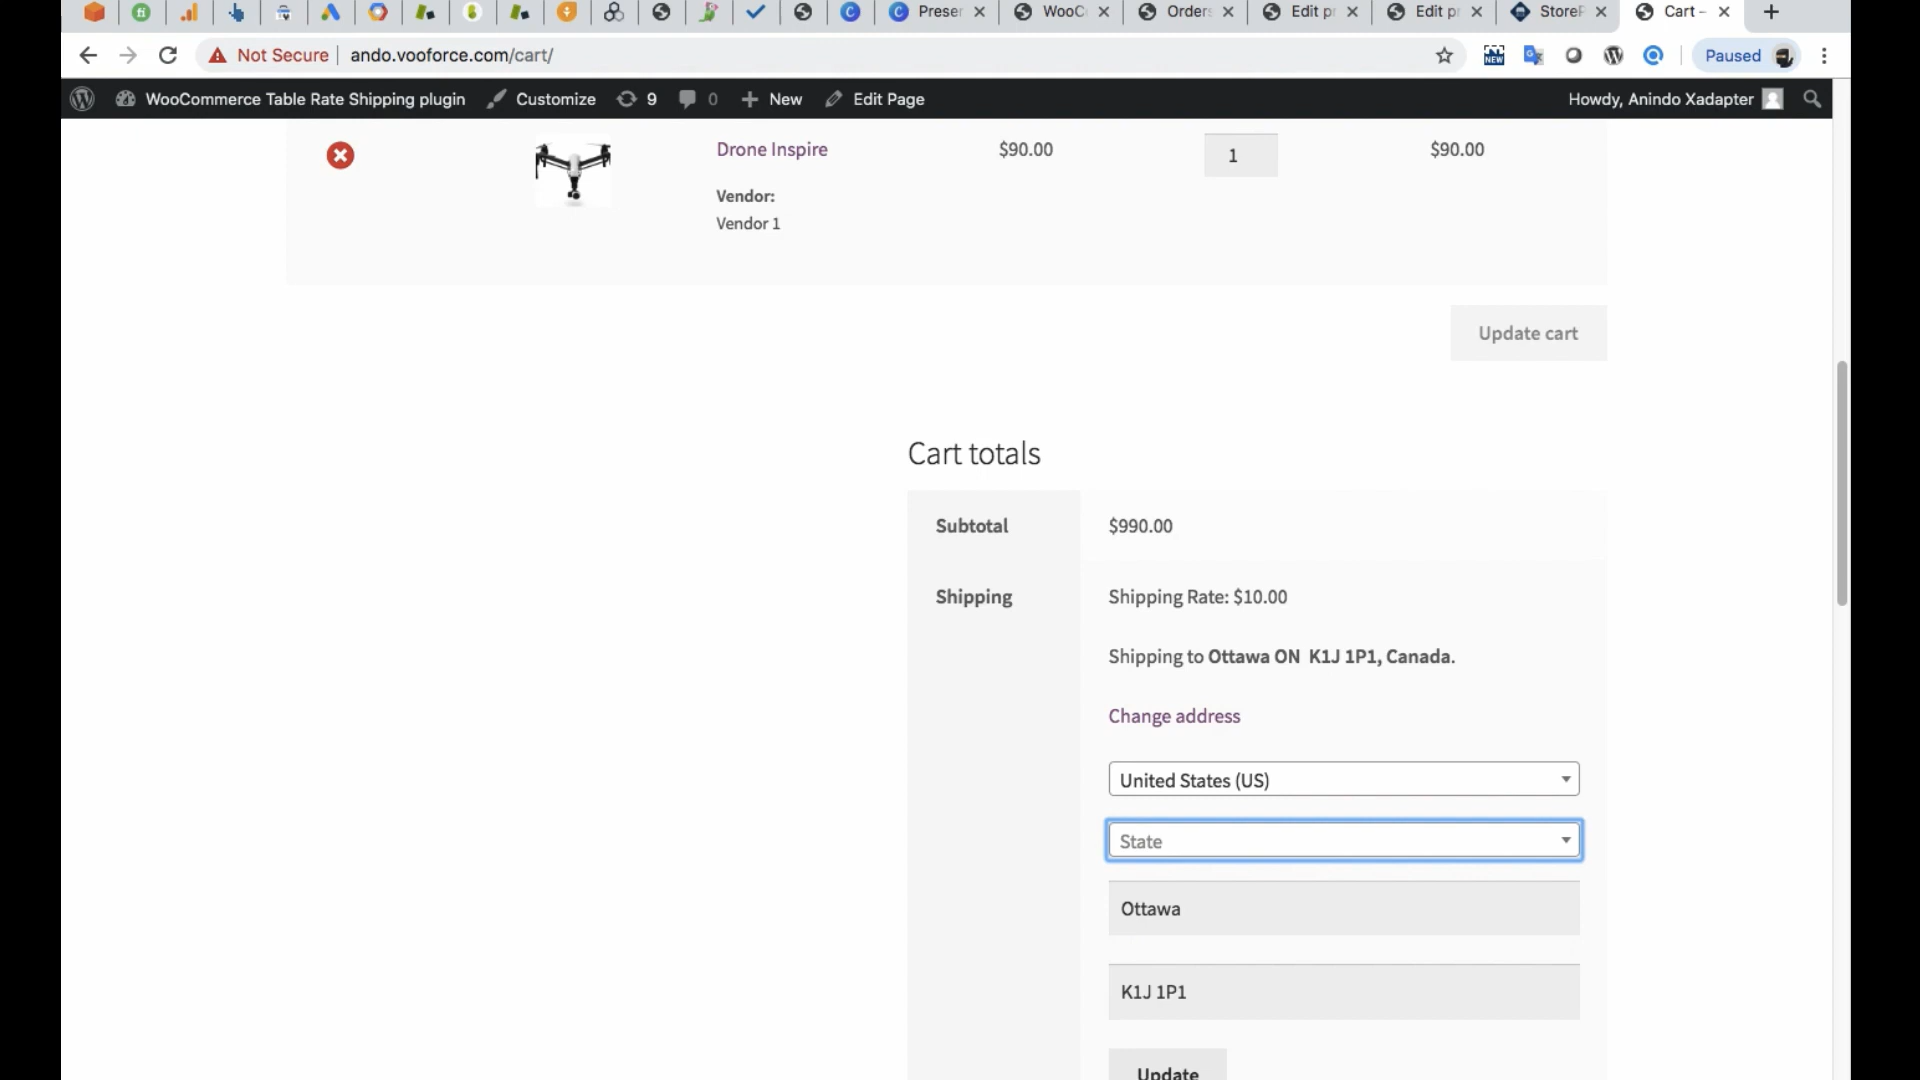 Preser
WooC
Orders
Edit pr
Edit pr
StoreP
Cart –
Not Secure
ando.vooforce.com/cart/
NEW
Paused
WooCommerce Table Rate Shipping plugin
Customize
9
0
New
Edit Page
Howdy, Anindo Xadapter
Drone Inspire
$90.00
1
$90.00
Vendor:
Vendor 1
Update cart
Cart totals
Subtotal
$990.00
Shipping
Shipping Rate: $10.00
Shipping to Ottawa ON  K1J 1P1, Canada.
Change address
United States (US)
State
Ottawa
K1J 1P1
Update